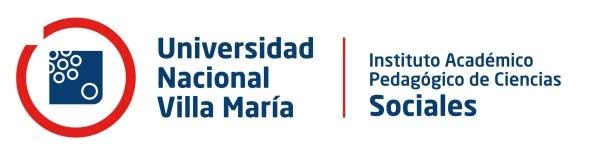 Universidad
Nacional
Villa María
Instituto Académico
Pedagógico de Ciencias
Sociales